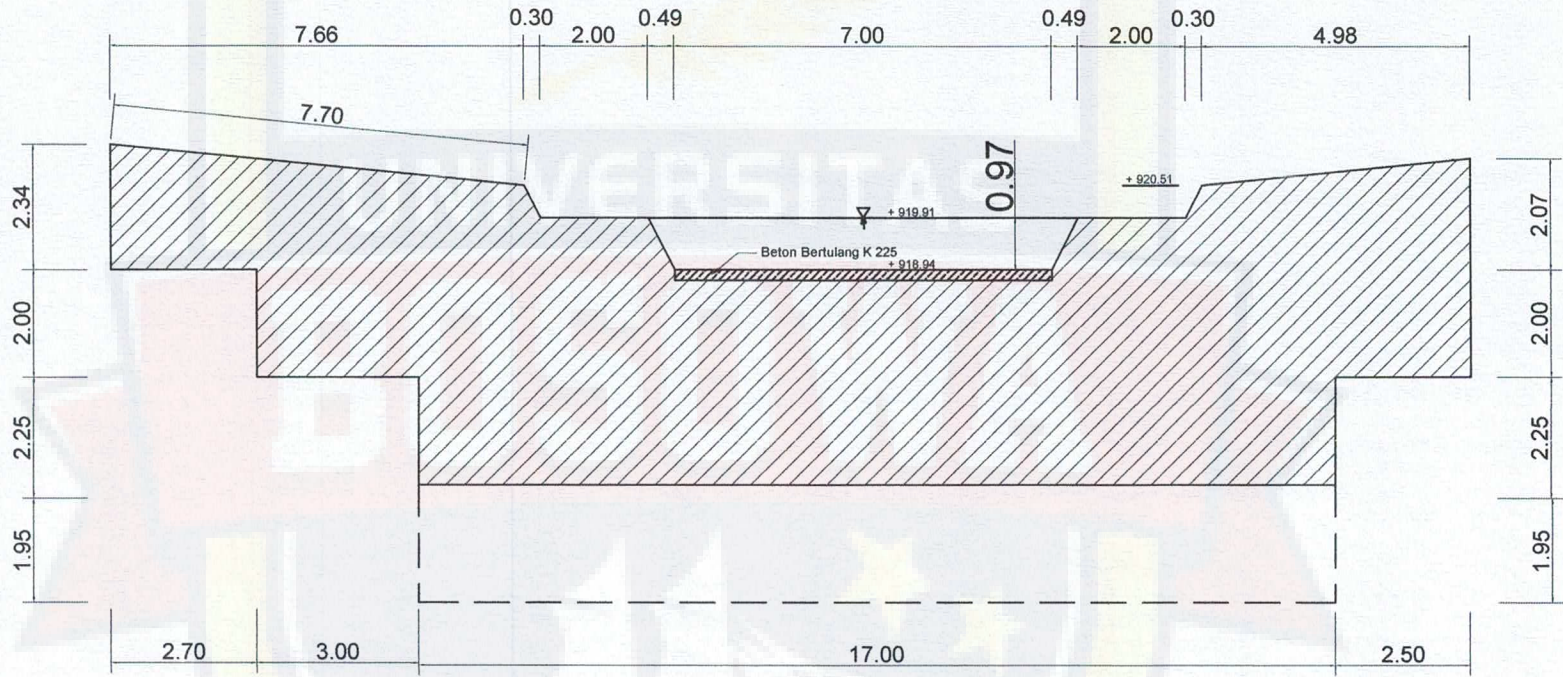 0.30 0.49 0.49 0.30
7.66 2.00 7.00 2.00 4.98
7.70
0.97
+ 920.51
+ 919.91
Beton Bertulang K 225
+ 918.94
2.34
2.00
2.25
1.95
2.07
2.00
2.25
1.95
2.70 3.00 17.00 2.50
UNIVERSITAS
BOSOWA